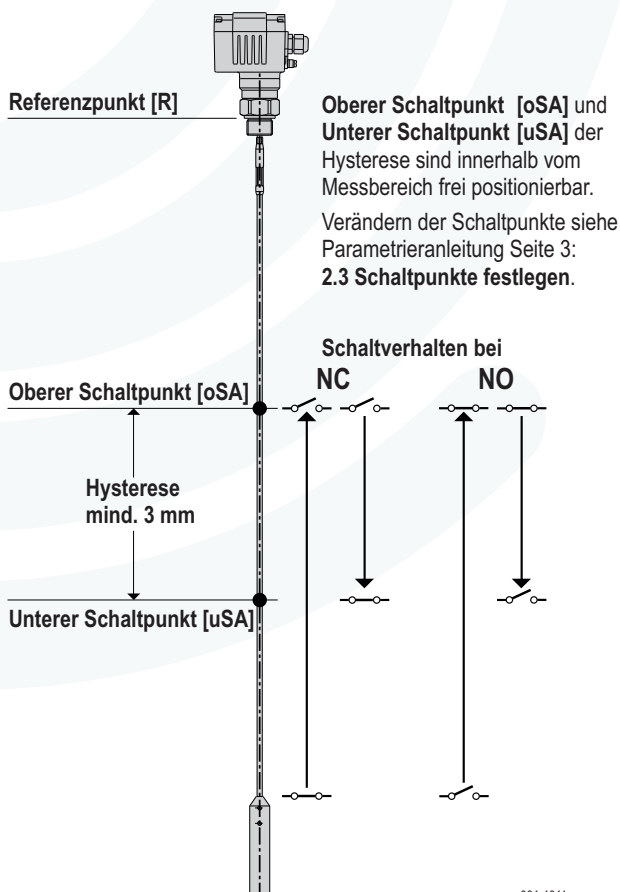 Referenzpunkt [R]
Oberer Schaltpunkt [oSA] und
Unterer Schaltpunkt [uSA] der
Hysterese sind innerhalb vom
Messbereich frei positionierbar.
Verändern der Schaltpunkte siehe
Parametrieranleitung Seite 3:
2.3 Schaltpunkte festlegen.
Schaltverhalten bei
NC NO
Oberer Schaltpunkt [oSA]
Hysterese
mind. 3 mm
Unterer Schaltpunkt [uSA]